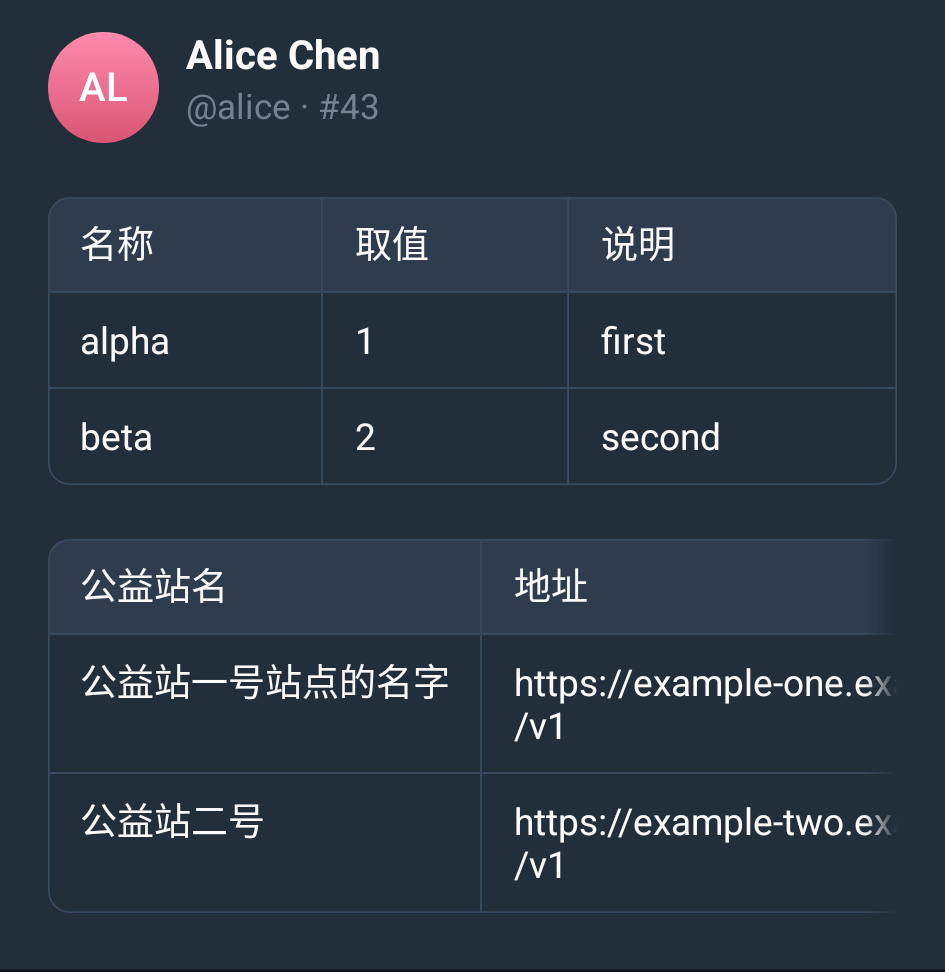 AL
Alice Chen
@alice · #43
名称 取值 说明
alpha 1 first
beta 2 second
公益站名 地址
公益站一号站点的名字 https://example-one.ex
/v1
公益站二号 https://example-two.ex
/v1